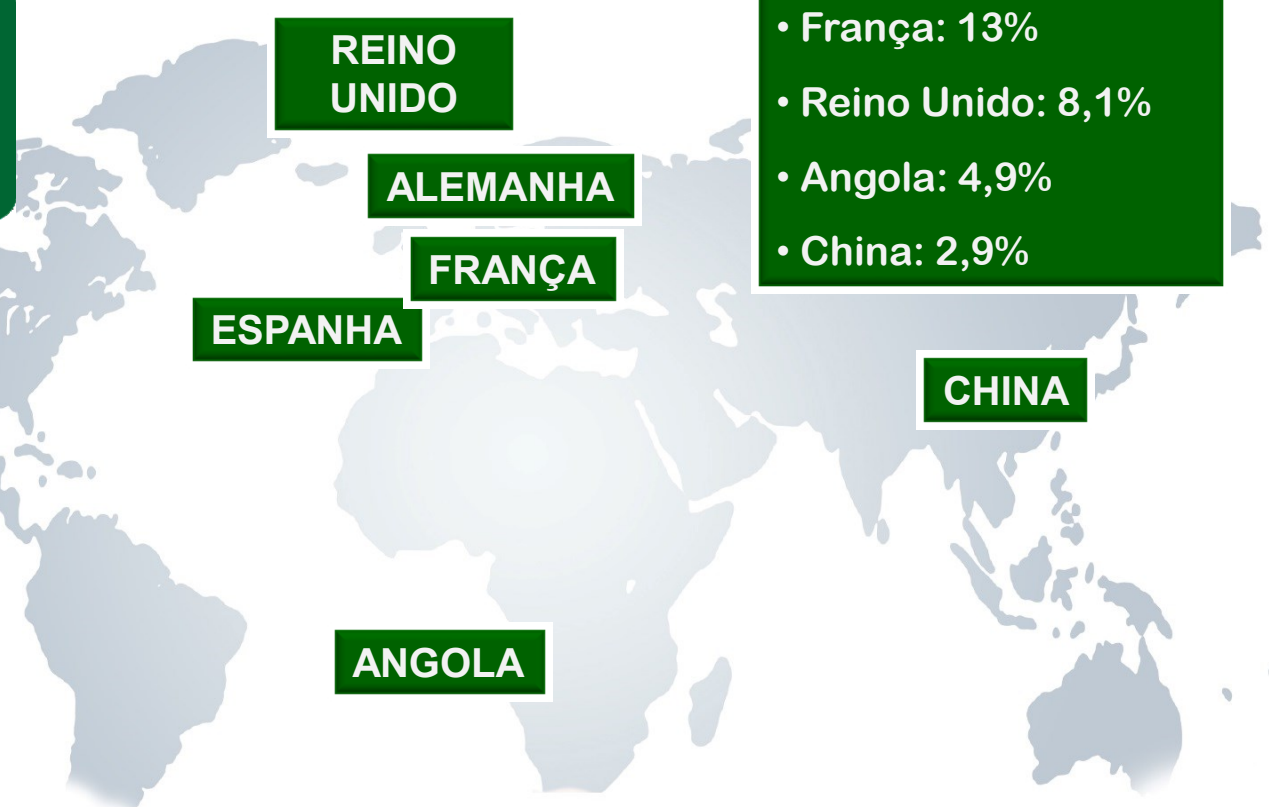 REINO
UNIDO
ALEMANHA
FRANÇA
ESPANHA
CHINA
ANGOLA
• França: 13%
• Reino Unido: 8,1%
• Angola: 4,9%
• China: 2,9%